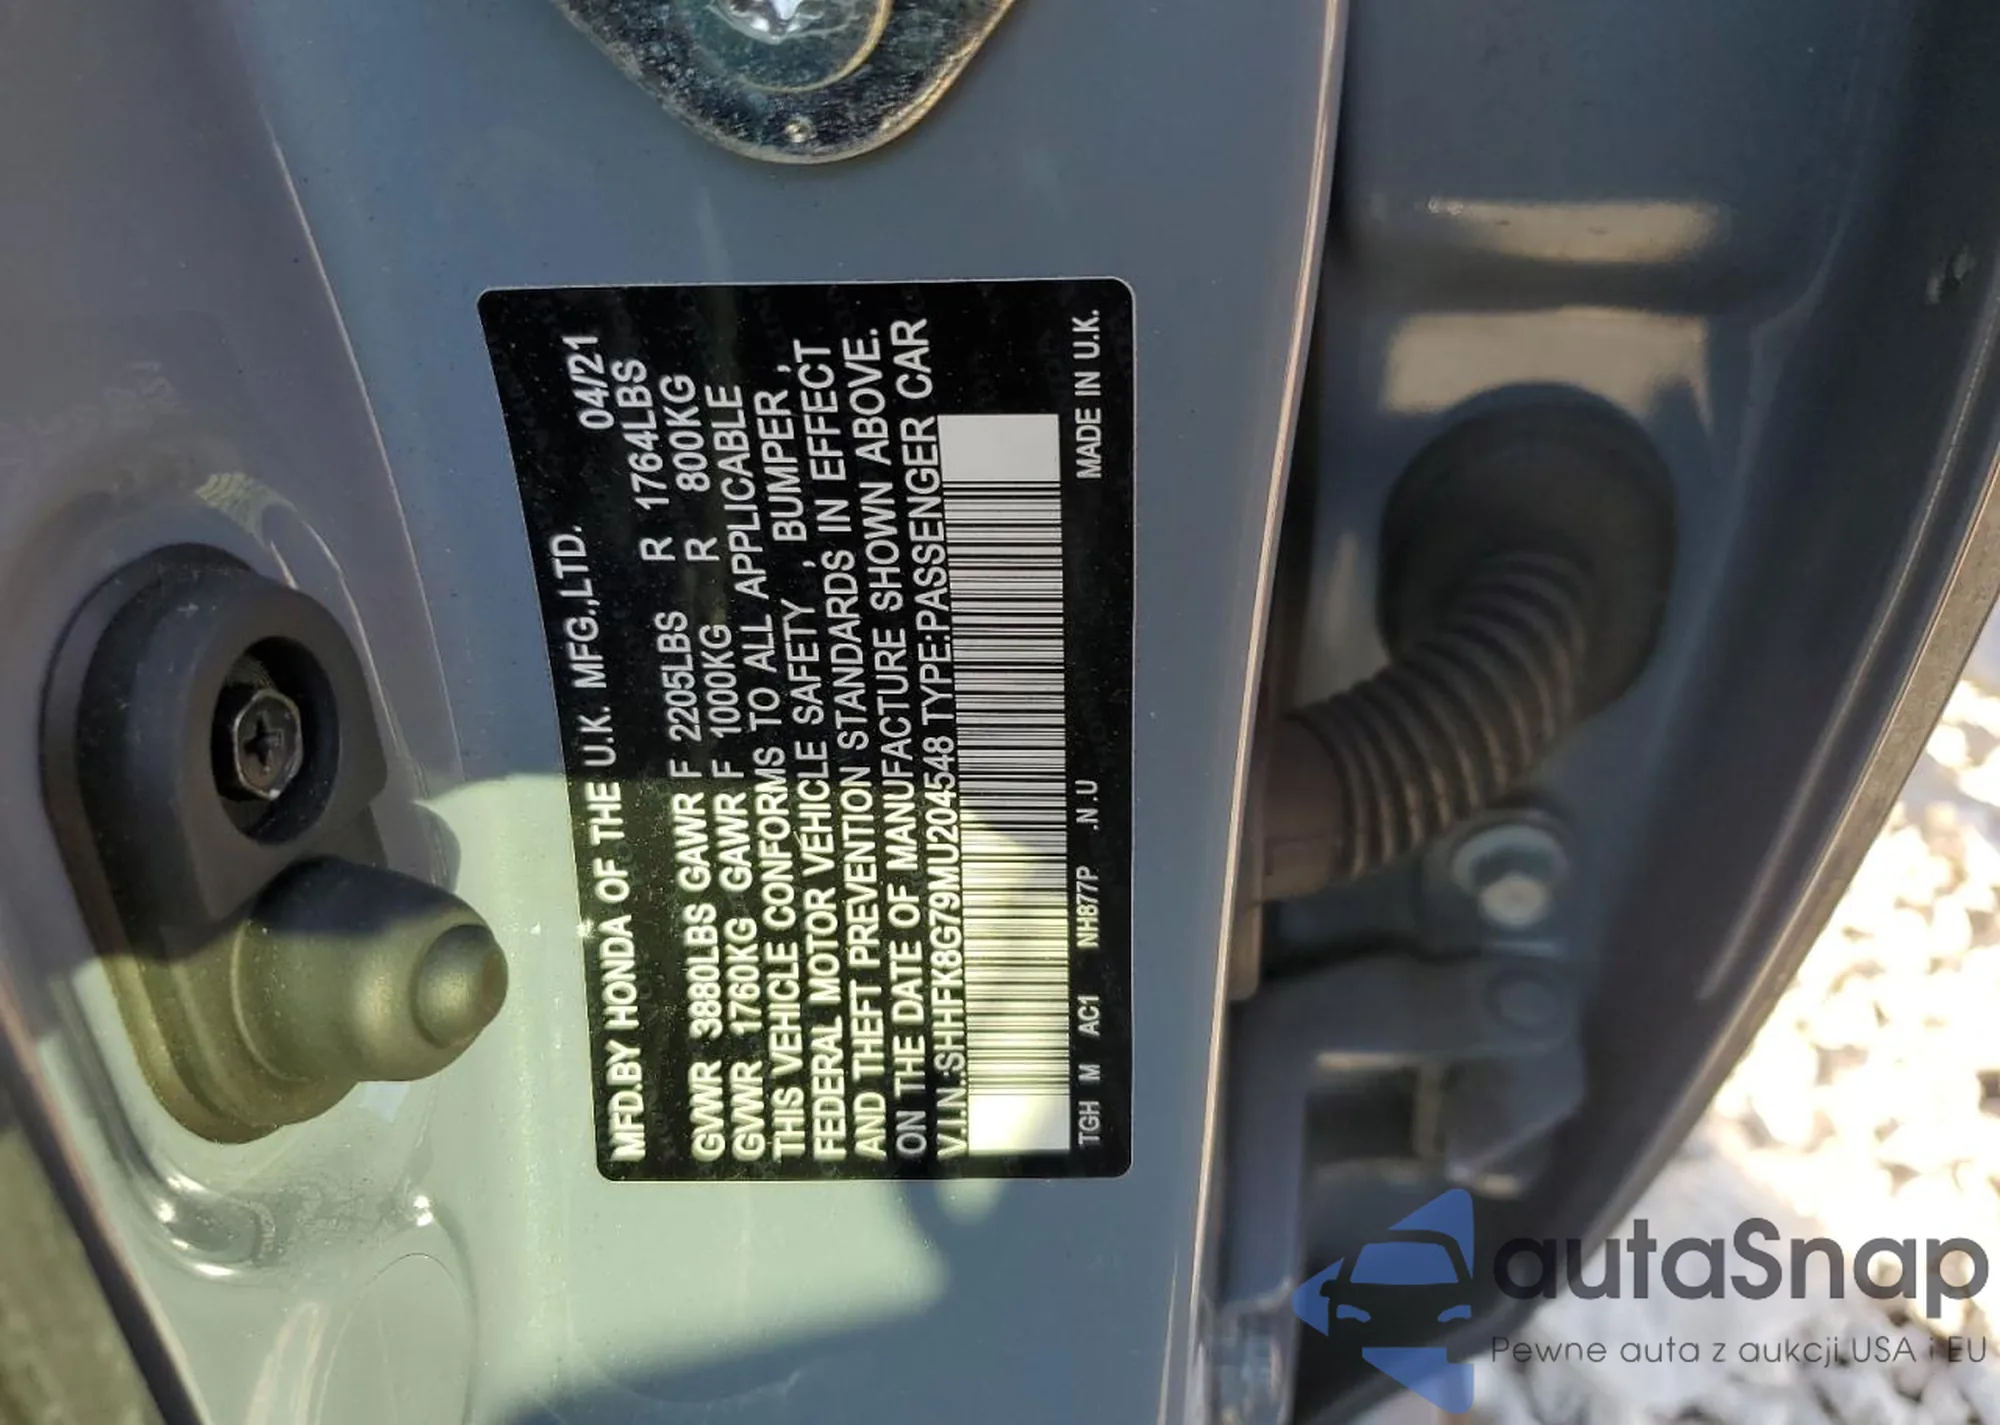 MFD.BY HONDA OF THE U.K. MFG.,LTD. 04/21
GVWR 3880LBS GAWR F 2205LBS R 1764LBS
GVWR 1760KG GAWR F 1000KG R 800KG
THIS VEHICLE CONFORMS TO ALL APPLICABLE
FEDERAL MOTOR VEHICLE SAFETY , BUMPER ,
AND THEFT PREVENTION STANDARDS IN EFFECT
ON THE DATE OF MANUFACTURE SHOWN ABOVE.
V.I.N.:SHHFK8G79MU204548 TYPE:PASSENGER CAR
TGH M AC1 NH877P .N.U MADE IN U.K.
autaSnap
Pewne auta z aukcji USA i EU